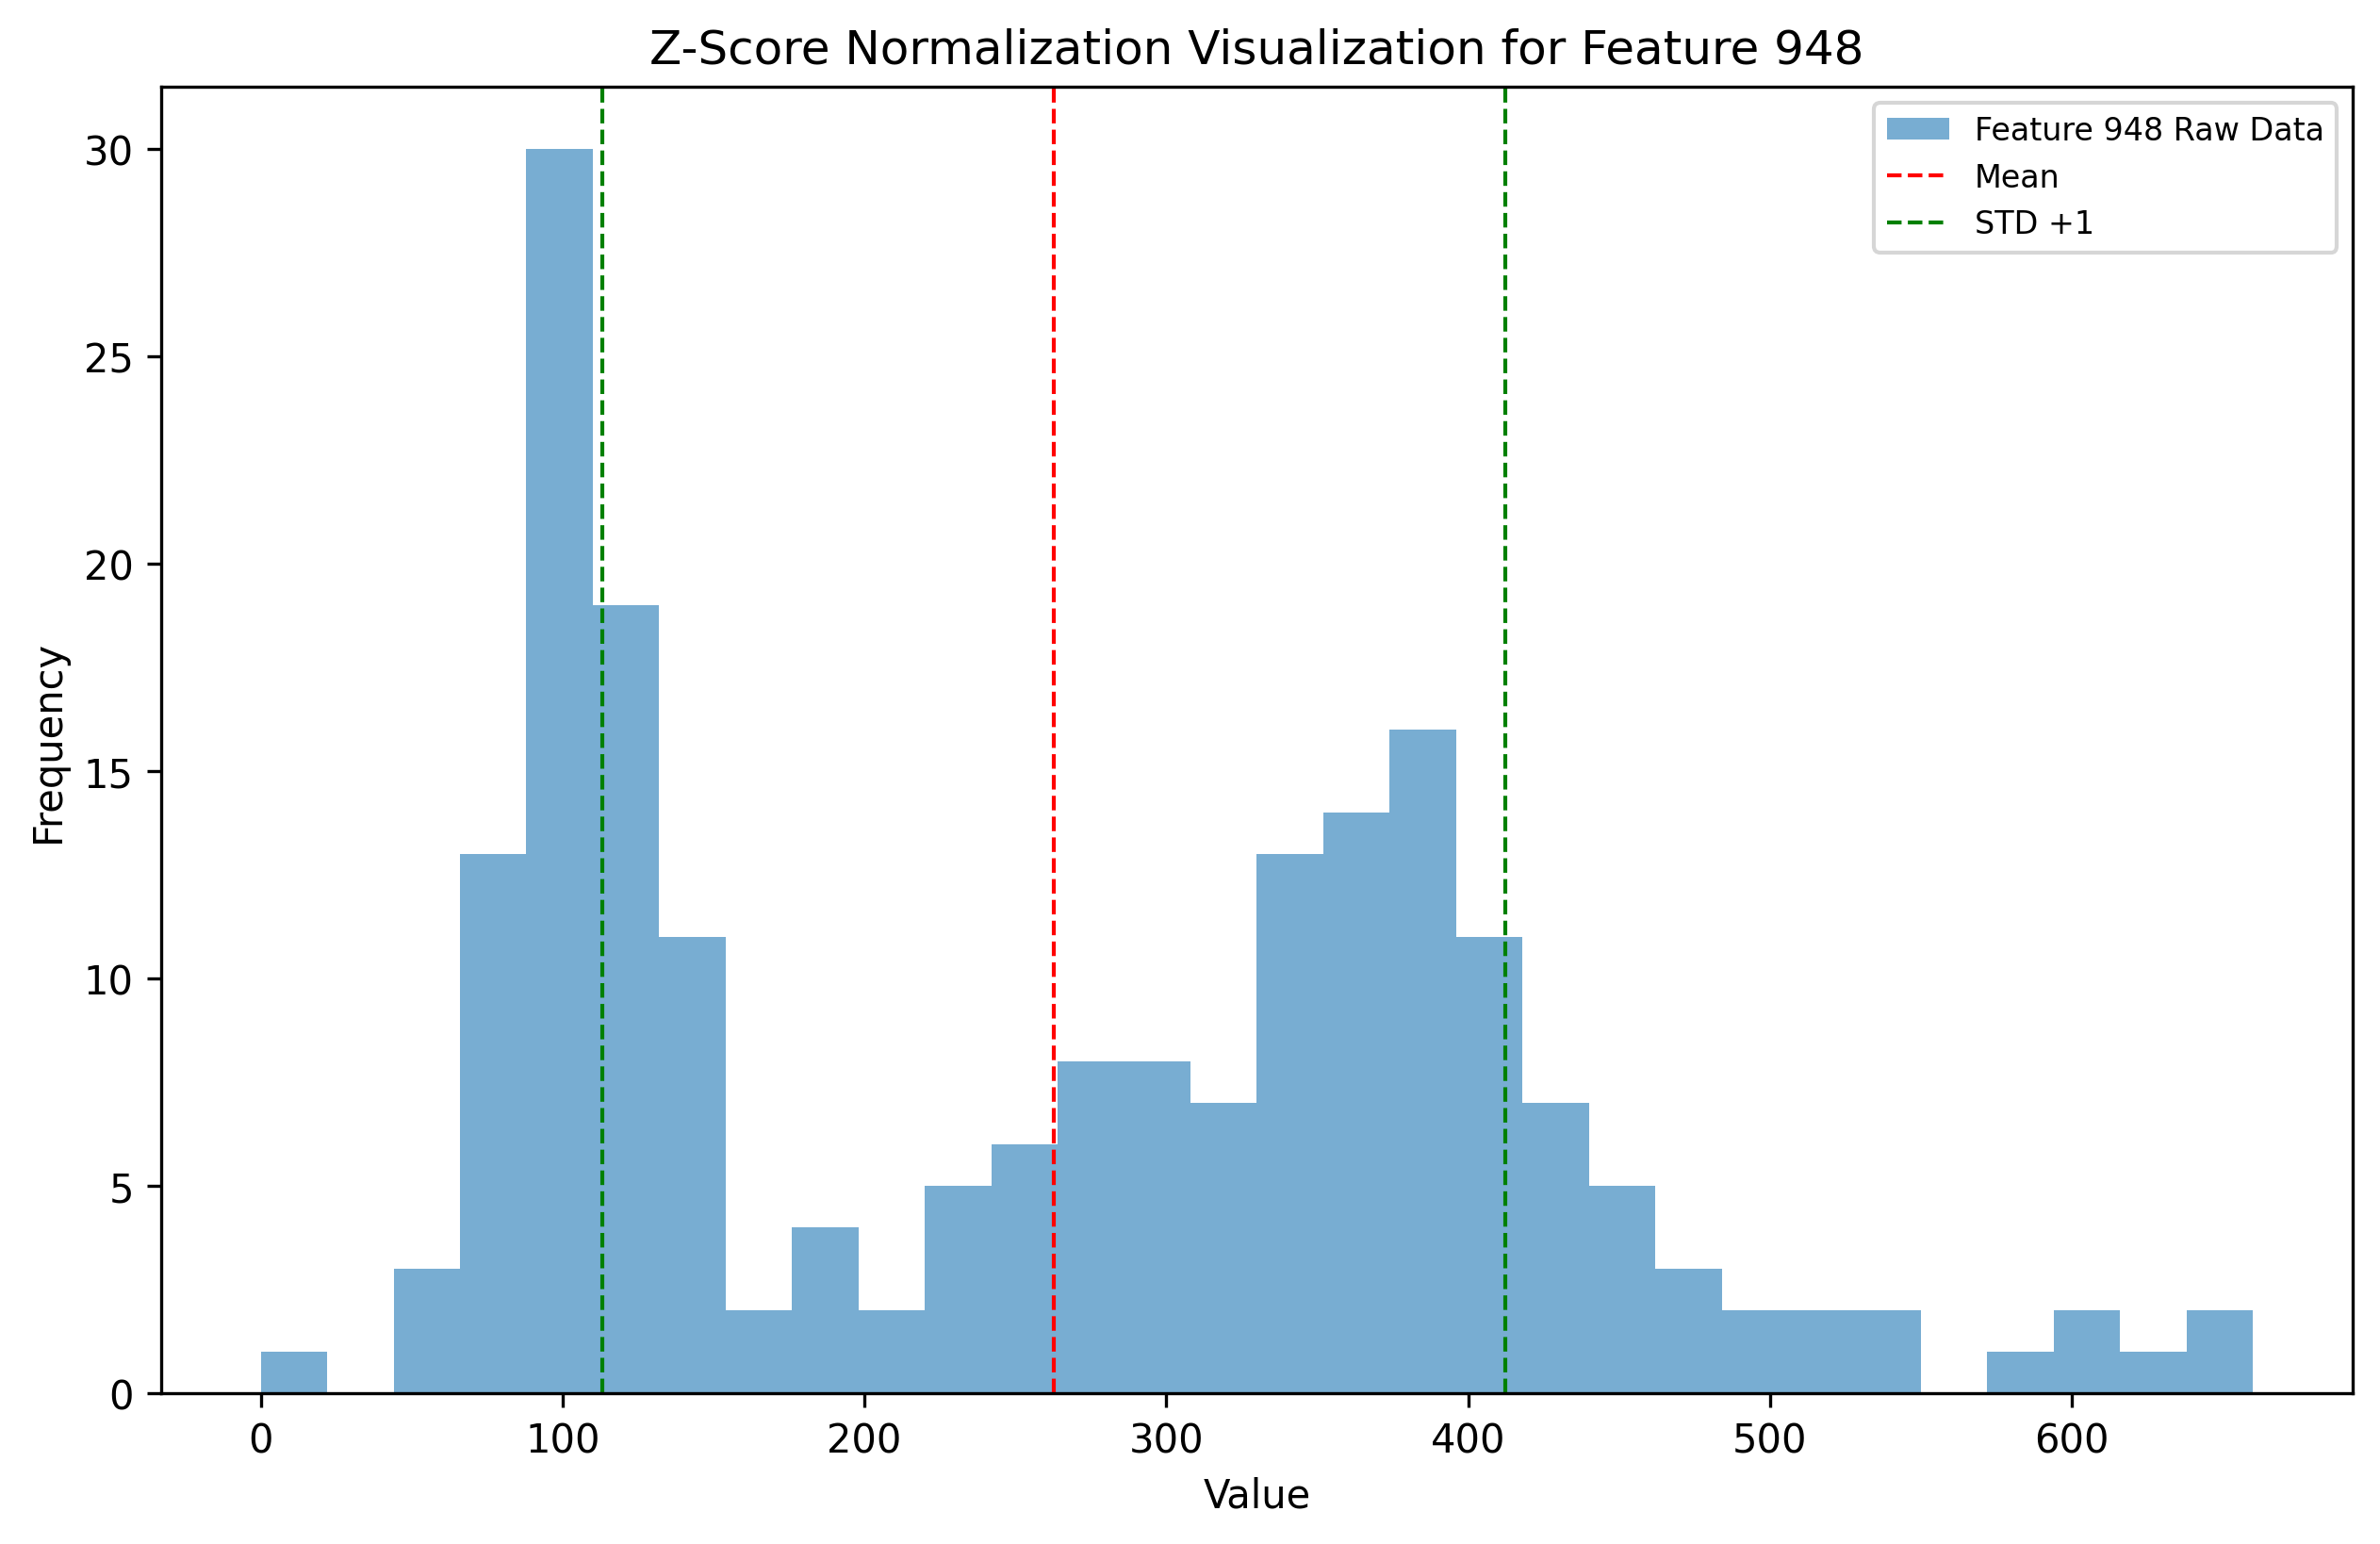 Z-Score Normalization Visualization for Feature 948
Feature 948 Raw Data
Mean
STD +1
Frequency
30
25
20
15
10
5
0
0 100 200 300 400 500 600
Value